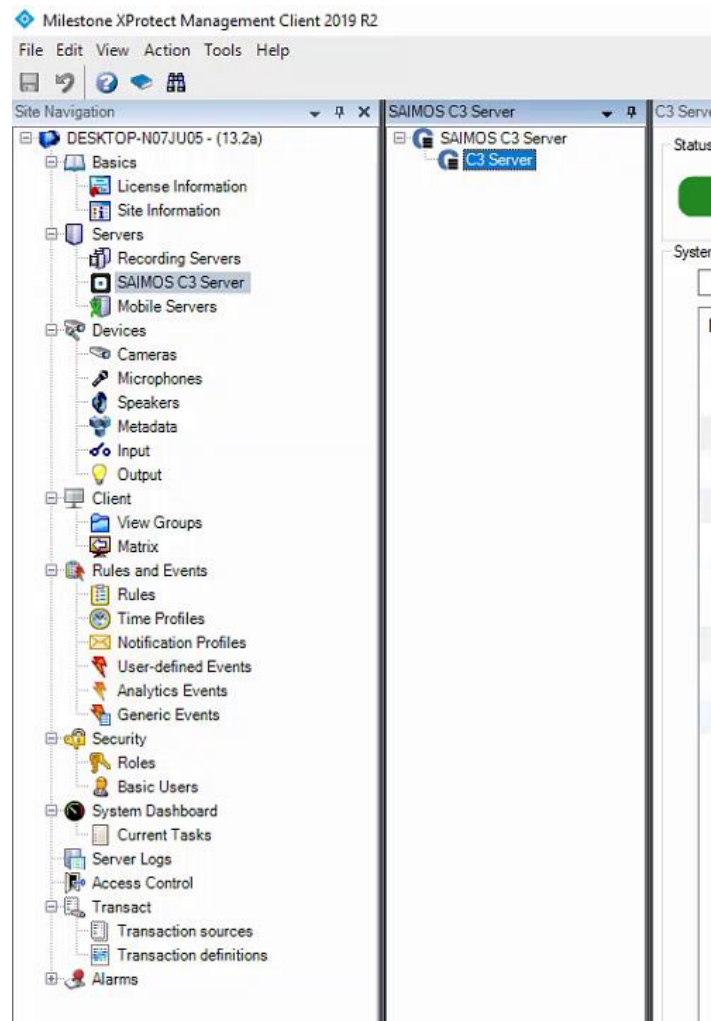 Milestone XProtect Management Client 2019 R2
File Edit View Action Tools Help
Site Navigation
DESKTOP-N07JU05 - (13.2a)
Basics
License Information
Site Information
Servers
Recording Servers
SAIMOS C3 Server
Mobile Servers
Devices
Cameras
Microphones
Speakers
Metadata
Input
Output
Client
View Groups
Matrix
Rules and Events
Rules
Time Profiles
Notification Profiles
User-defined Events
Analytics Events
Generic Events
Security
Roles
Basic Users
System Dashboard
Current Tasks
Server Logs
Access Control
Transact
Transaction sources
Transaction definitions
Alarms
SAIMOS C3 Server
SAIMOS C3 Server
C3 Server
C3 Serve
Status
System